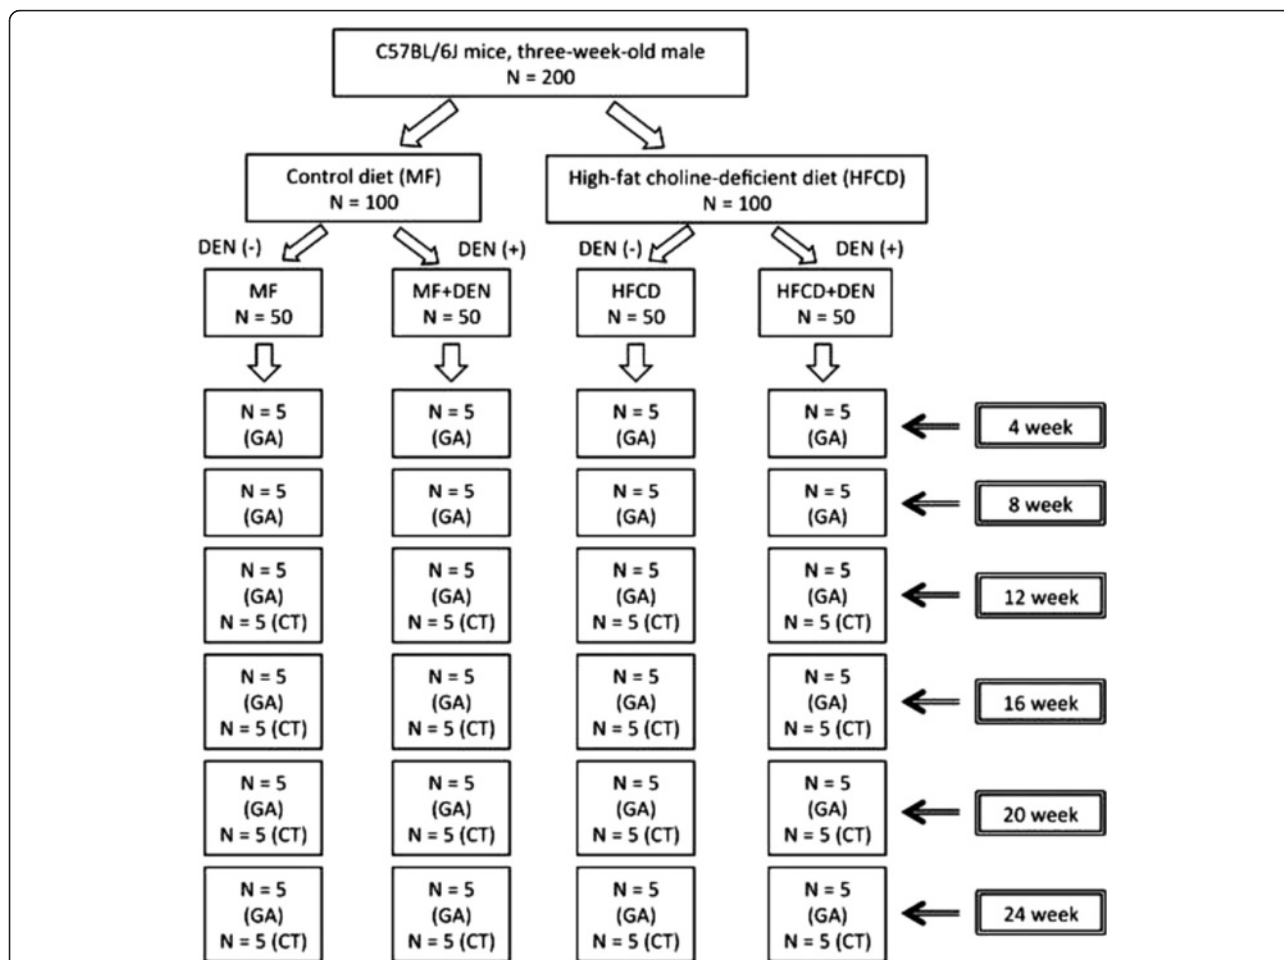 C57BL/6J mice, three-week-old male
N = 200
Control diet (MF)
N = 100
High-fat choline-deficient diet (HFCD)
N = 100
DEN (-)
DEN (+)
DEN (-)
DEN (+)
MF
N = 50
MF+DEN
N = 50
HFCD
N = 50
HFCD+DEN
N = 50
N = 5
(GA)
N = 5
(GA)
N = 5
(GA)
N = 5
(GA)
4 week
N = 5
(GA)
N = 5
(GA)
N = 5
(GA)
N = 5
(GA)
8 week
N = 5
(GA)
N = 5 (CT)
N = 5
(GA)
N = 5 (CT)
N = 5
(GA)
N = 5 (CT)
N = 5
(GA)
N = 5 (CT)
12 week
N = 5
(GA)
N = 5 (CT)
N = 5
(GA)
N = 5 (CT)
N = 5
(GA)
N = 5 (CT)
N = 5
(GA)
N = 5 (CT)
16 week
N = 5
(GA)
N = 5 (CT)
N = 5
(GA)
N = 5 (CT)
N = 5
(GA)
N = 5 (CT)
N = 5
(GA)
N = 5 (CT)
20 week
N = 5
(GA)
N = 5 (CT)
N = 5
(GA)
N = 5 (CT)
N = 5
(GA)
N = 5 (CT)
N = 5
(GA)
N = 5 (CT)
24 week